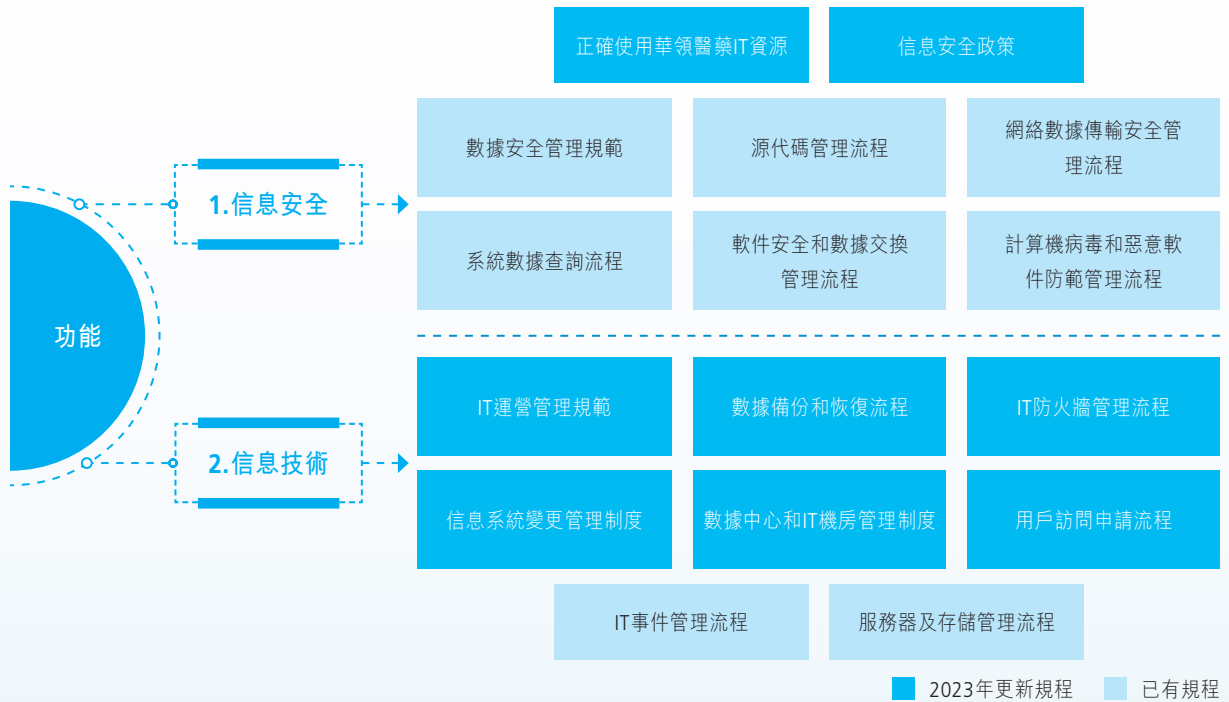 正確使用華領醫藥IT資源
信息安全政策
數據安全管理規範
源代碼管理流程
網絡數據傳輸安全管
理流程
1.信息安全
系統數據查詢流程
軟件安全和數據交換
管理流程
計算機病毒和惡意軟
件防範管理流程
功能
IT運營管理規範
數據備份和恢復流程
IT防火牆管理流程
2.信息技術
信息系統變更管理制度
數據中心和IT機房管理制度
用戶訪問申請流程
IT事件管理流程
服務器及存儲管理流程
2023年更新規程
已有規程